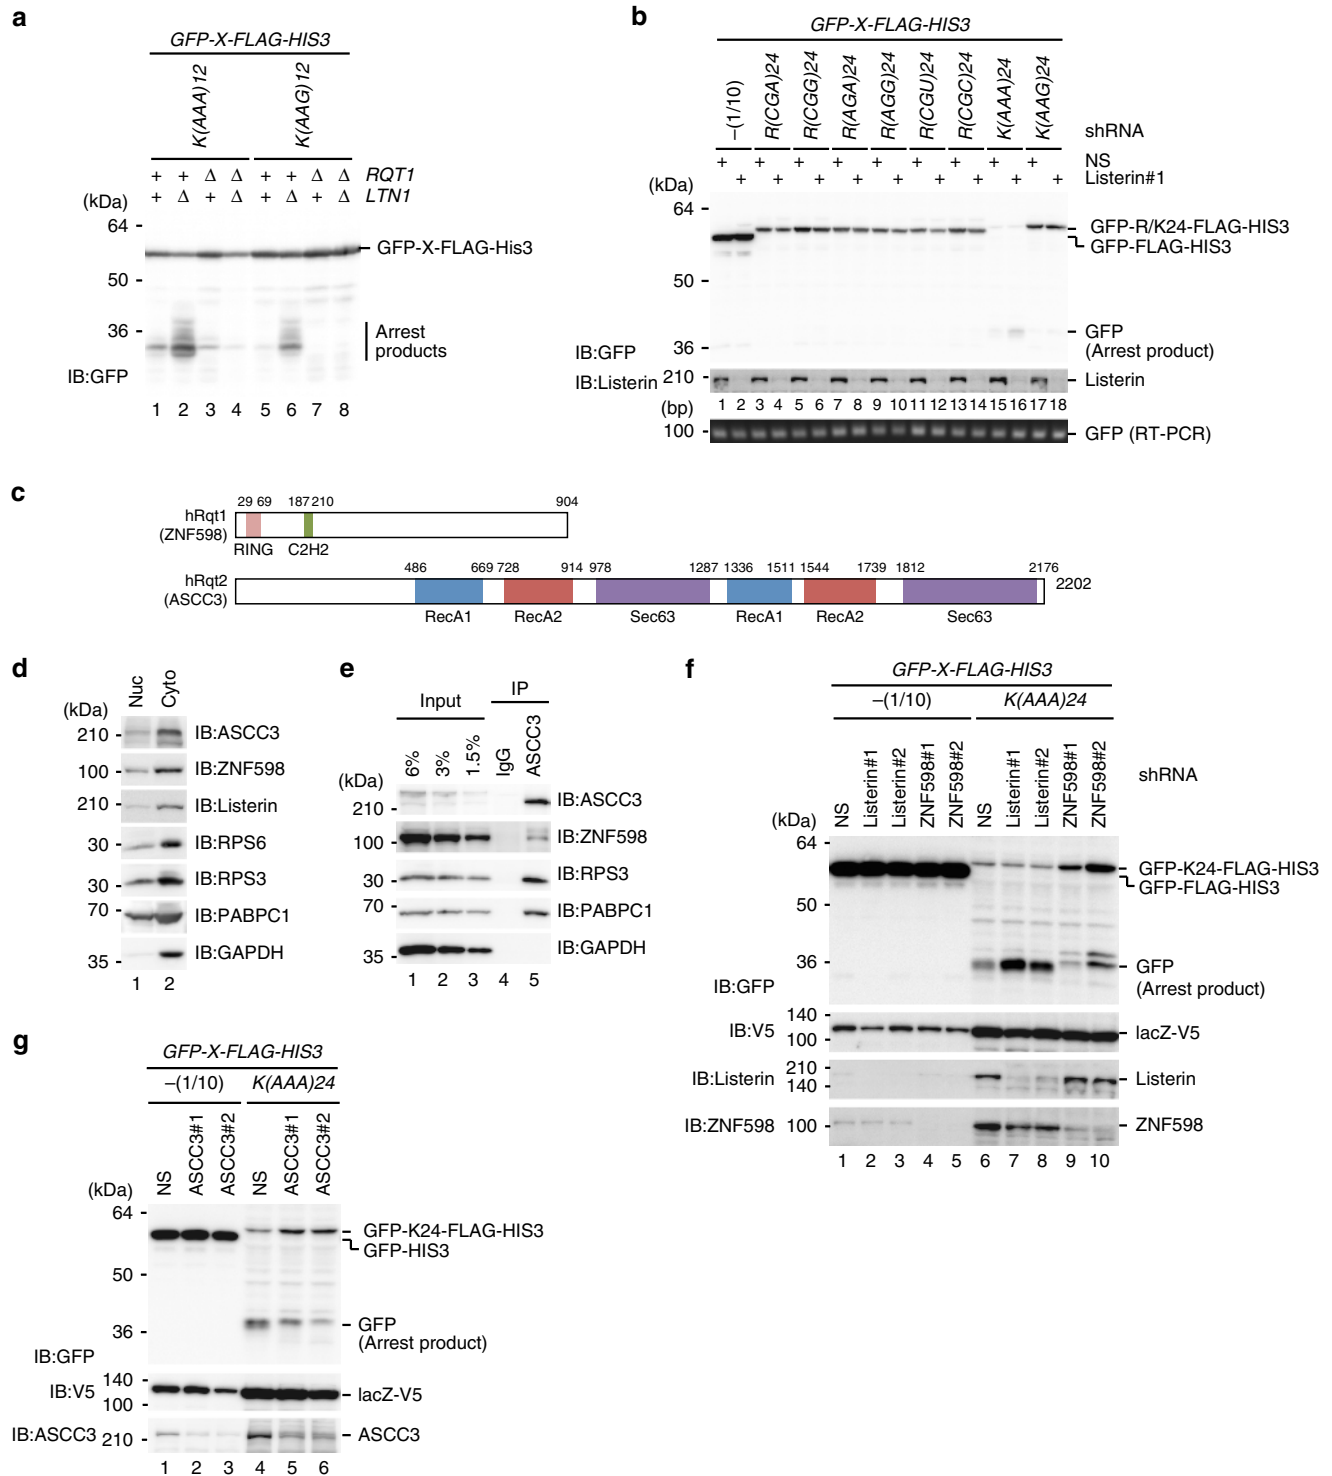 a
GFP-X-FLAG-HIS3
K(AAA)12
K(AAG)12
+ + Δ Δ + + Δ Δ RQT1
+ Δ + Δ + Δ + Δ LTN1
(kDa)
64
50
36
GFP-X-FLAG-His3
Arrest
products
IB:GFP
1 2 3 4 5 6 7 8
b
GFP-X-FLAG-HIS3
–(1/10)
R(CGA)24
R(CGG)24
R(AGA)24
R(AGG)24
R(CGU)24
R(CGC)24
K(AAA)24
K(AAG)24
shRNA
+ + + + + + + + + NS
+ + + + + + + + + Listerin#1
(kDa)
64
50
36
GFP-R/K24-FLAG-HIS3
GFP-FLAG-HIS3
GFP
(Arrest product)
IB:GFP
IB:Listerin 210 Listerin
1 2 3 4 5 6 7 8 9 10 11 12 13 14 15 16 17 18
(bp)
100 GFP (RT-PCR)
c
29 69 187 210 904
hRqt1
(ZNF598)
RING C2H2
486 669 728 914 978 1287 1336 1511 1544 1739 1812 2176
hRqt2
(ASCC3)
2202
RecA1 RecA2 Sec63 RecA1 RecA2 Sec63
d
Nuc Cyto
(kDa)
210 IB:ASCC3
100 IB:ZNF598
210 IB:Listerin
30 IB:RPS6
30 IB:RPS3
70 IB:PABPC1
35 IB:GAPDH
1 2
e
Input IP
6% 3% 1.5% IgG ASCC3
(kDa)
210 IB:ASCC3
100 IB:ZNF598
30 IB:RPS3
70 IB:PABPC1
35 IB:GAPDH
1 2 3 4 5
f
GFP-X-FLAG-HIS3
–(1/10) K(AAA)24
NS Listerin#1 Listerin#2 ZNF598#1 ZNF598#2 NS Listerin#1 Listerin#2 ZNF598#1 ZNF598#2
shRNA
(kDa)
64
50
36
GFP-K24-FLAG-HIS3
GFP-FLAG-HIS3
GFP
(Arrest product)
IB:GFP
IB:V5 140 100 lacZ-V5
IB:Listerin 210 140 Listerin
IB:ZNF598 100 ZNF598
1 2 3 4 5 6 7 8 9 10
g
GFP-X-FLAG-HIS3
–(1/10) K(AAA)24
NS ASCC3#1 ASCC3#2 NS ASCC3#1 ASCC3#2
(kDa)
64
50
36
GFP-K24-FLAG-HIS3
GFP-HIS3
GFP
(Arrest product)
IB:GFP
IB:V5 140 100 lacZ-V5
IB:ASCC3 210 ASCC3
1 2 3 4 5 6